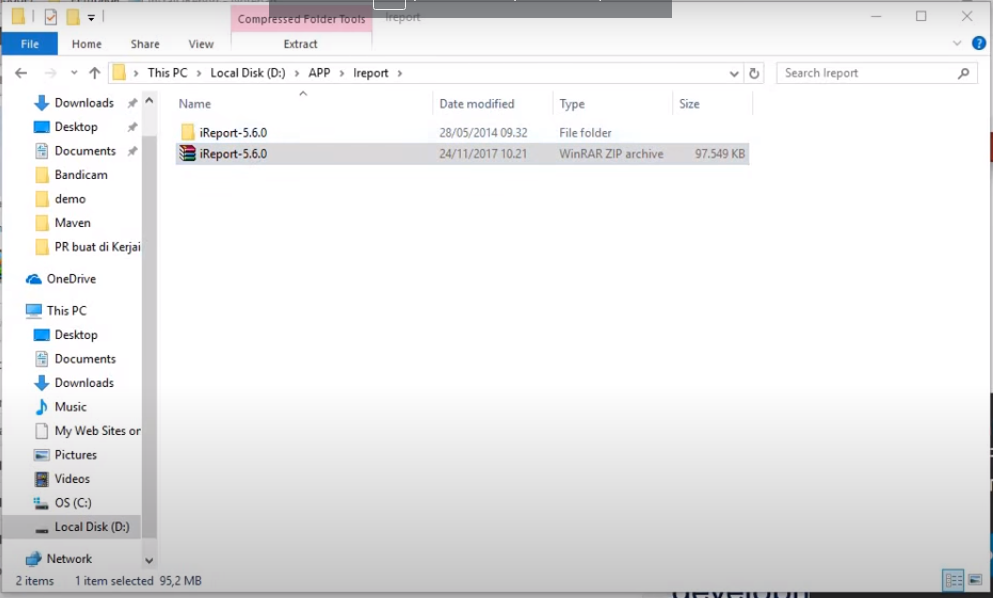 Compressed Folder Tools Ireport
File Home Share View Extract
This PC Local Disk (D:) APP Ireport Search Ireport
Name Date modified Type Size
iReport-5.6.0 28/05/2014 09.32 File folder
iReport-5.6.0 24/11/2017 10.21 WinRAR ZIP archive 97.549 KB
Downloads
Desktop
Documents
Bandicam
demo
Maven
PR buat di Kerjai
OneDrive
This PC
Desktop
Documents
Downloads
Music
My Web Sites on
Pictures
Videos
OS (C:)
Local Disk (D:)
Network
2 items 1 item selected 95,2 MB